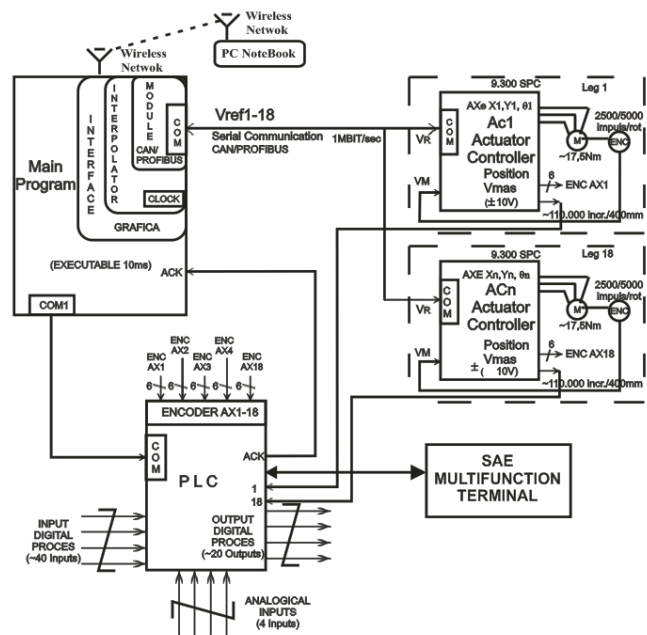 Wireless
Netwok
Wireless
Netwok
PC NoteBook
Main
Program
INTERFACE
INTERPOLATOR
MODULE
CAN/
PROFIBUS
COM
CLOCK
GRAFICA
(EXECUTABLE 10ms)
ACK
COM1
Vref1-18
Serial Communication
CAN/PROFIBUS
1MBIT/sec
9.300 SPC
Leg 1
COM
AXe X1,Y1, θ1
Ac1
Actuator
Controller
Position
Vmas
(±10V)
VR
VM
2500/5000
impuls/rot
M~
ENC
~17,5Nm
6
ENC AX1
~110.000 incr./400mm
9.300 SPC
Leg 18
COM
AXE Xn,Yn, θn
ACn
Actuator
Controller
Position
Vmas
± ( 10V)
VR
VM
2500/5000
impuls/rot
M~
ENC
~17,5Nm
6
ENC AX18
~110.000 incr./400mm
ENC
AX1
ENC
AX2
ENC
AX3
ENC
AX4
ENC
AX18
6
6
6
6
6
ENCODER AX1-18
COM
ACK
PLC
1
18
SAE
MULTIFUNCTION
TERMINAL
INPUT
DIGITAL
PROCES
(~40 Inputs)
OUTPUT
DIGITAL
PROCES
(~20 Outputs)
ANALOGICAL
INPUTS
(4 Inputs)